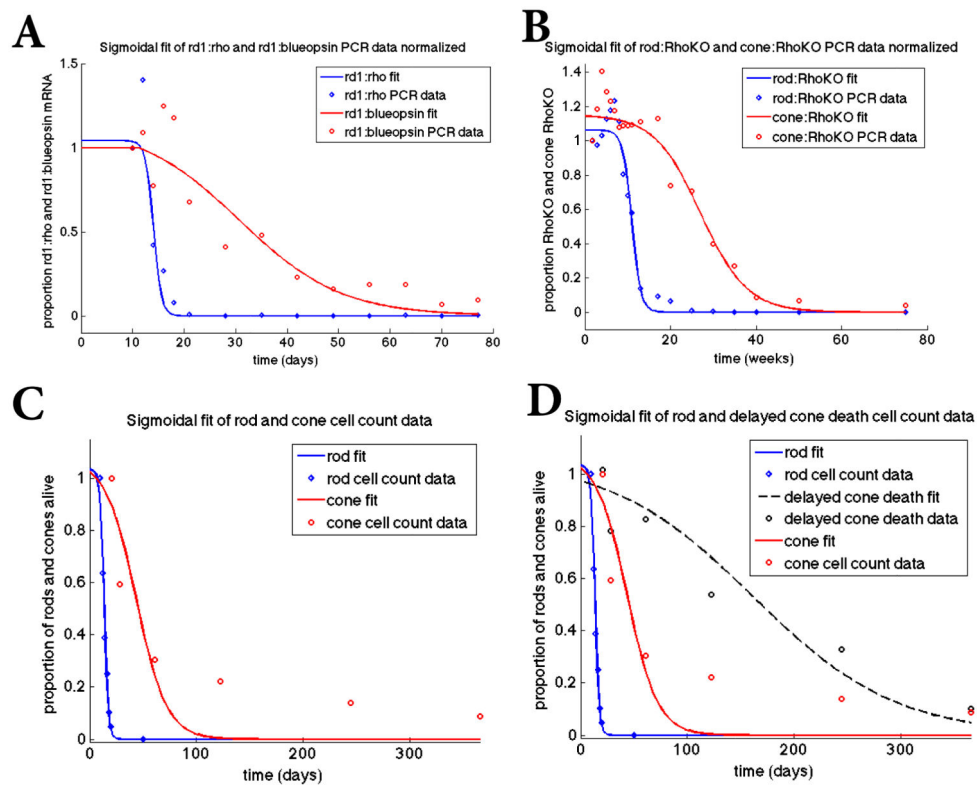 A
Sigmoidal fit of rd1:rho and rd1:blueopsin PCR data normalized
proportion rd1:rho and rd1:blueopsin mRNA
1.5
1
0.5
0
rd1:rho fit
rd1:rho PCR data
rd1:blueopsin fit
rd1:blueopsin PCR data
0 10 20 30 40 50 60 70 80
time (days)
B
Sigmoidal fit of rod:RhoKO and cone:RhoKO PCR data normalized
proportion RhoKO and cone RhoKO
1.4
1.2
1
0.8
0.6
0.4
0.2
0
rod:RhoKO fit
rod:RhoKO PCR data
cone:RhoKO fit
cone:RhoKO PCR data
0 20 40 60 80
time (weeks)
C
Sigmoidal fit of rod and cone cell count data
proportion of rods and cones alive
1
0.8
0.6
0.4
0.2
0
rod fit
rod cell count data
cone fit
cone cell count data
0 100 200 300
time (days)
D
Sigmoidal fit of rod and delayed cone death cell count data
proportion of rods and cones alive
1
0.8
0.6
0.4
0.2
0
rod fit
rod cell count data
delayed cone death fit
delayed cone death data
cone fit
cone cell count data
0 100 200 300
time (days)